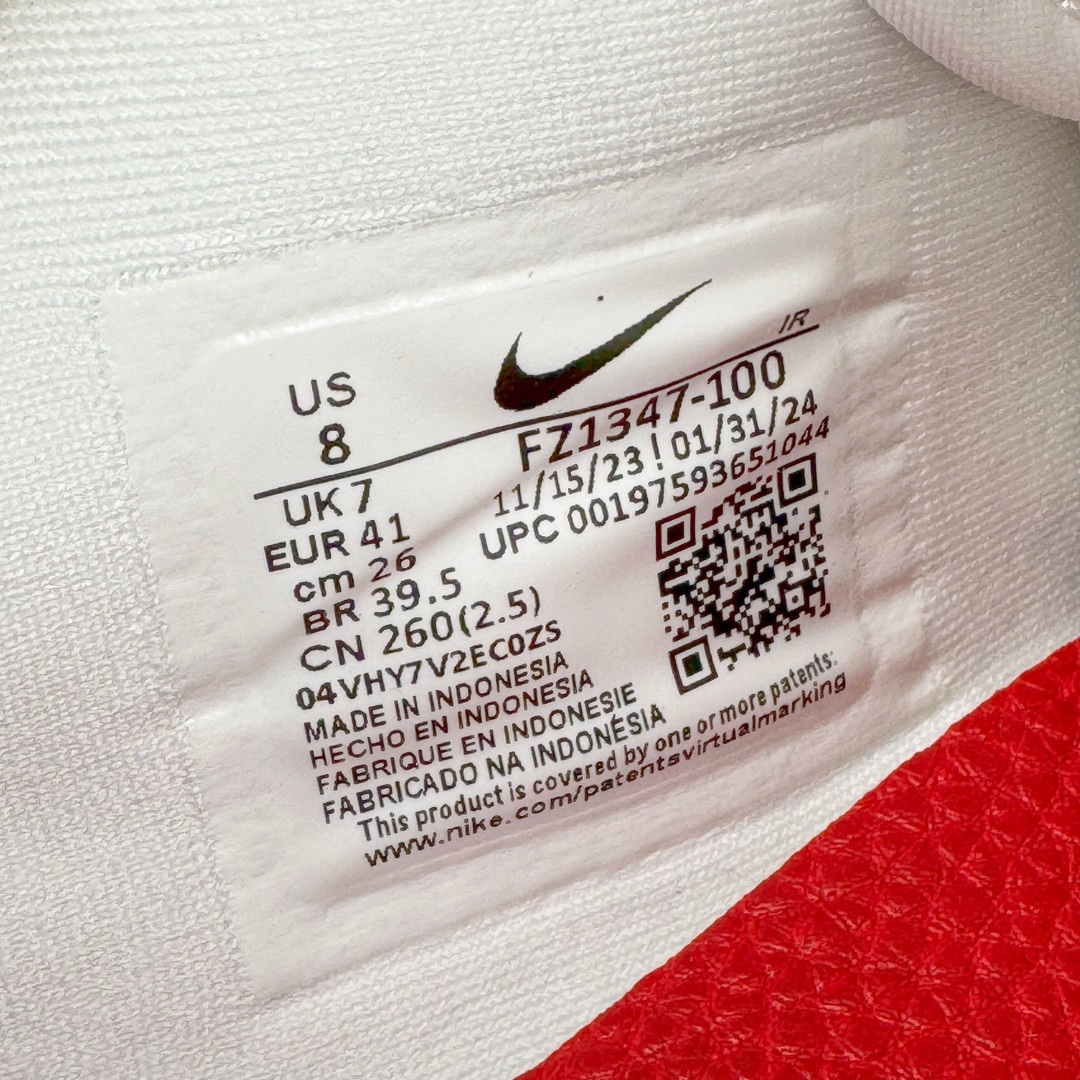 US
8
IR
FZ1347-100
11/15/23!01/31/24
UPC 00197593651044
UK 7
EUR 41
cm 26
BR 39.5
CN 260(2.5)
04VHY7V2EC0ZS
MADE IN INDONESIA
HECHO EN INDONESIA
FABRIQUE EN INDONESIE
FABRICADO NA INDONÉSIA
This product is covered by one or more patents:
www.nike.com/patentsvirtualmarking